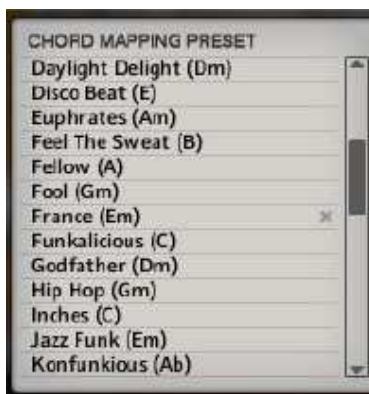 CHORD MAPPING PRESET
Daylight Delight (Dm)
Disco Beat (E)
Euphrates (Am)
Feel The Sweat (B)
Fellow (A)
Fool (Gm)
France (Em)
Funkalicious (C)
Godfather (Dm)
Hip Hop (Gm)
Inches (C)
Jazz Funk (Em)
Konfunkious (Ab)